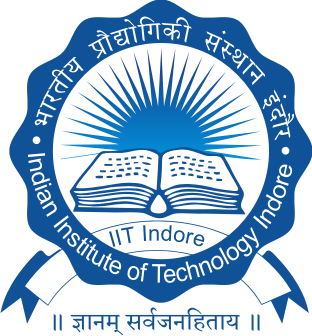 • भारतीय प्रौद्योगिकी संस्थान इंदौर •
Indian Institute of Technology Indore
IIT Indore
॥ ज्ञानम् सर्वजनहिताय ॥